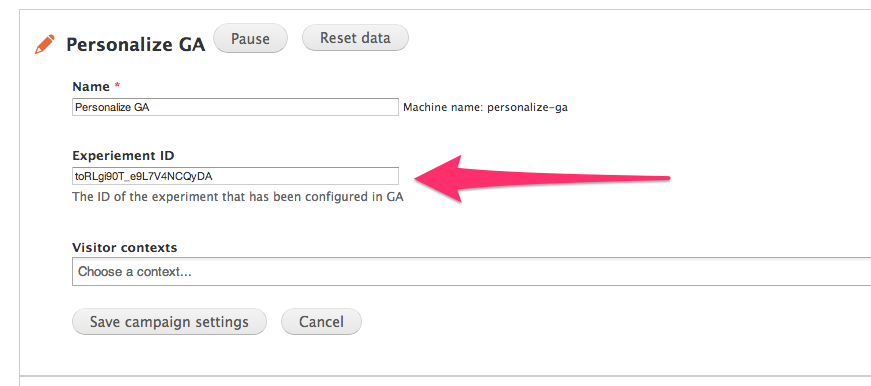 Personalize GA Pause Reset data
Name *
Personalize GA Machine name: personalize-ga
Experiement ID
toRLgi90T_e9L7V4NCQyDA
The ID of the experiment that has been configured in GA
Visitor contexts
Choose a context...
Save campaign settings Cancel